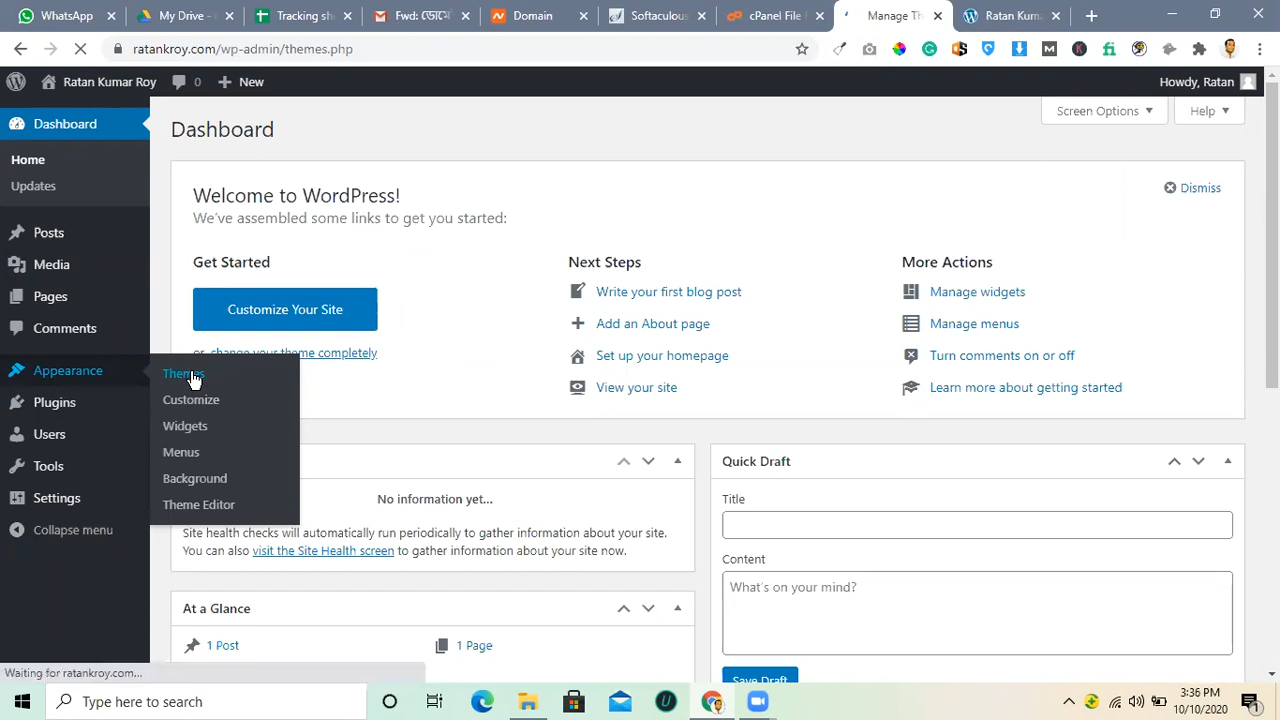 WhatsApp
My Drive -
Tracking sh
Fwd: CGIC
Domain
Softaculous
cPanel File
Manage Th
Ratan Kum
ratankroy.com/wp-admin/themes.php
Ratan Kumar Roy
0
New
Howdy, Ratan
Dashboard
Home
Updates
Posts
Media
Pages
Comments
Appearance
Plugins
Users
Tools
Settings
Collapse menu
Themes
Customize
Widgets
Menus
Background
Theme Editor
Screen Options
Help
Dashboard
Welcome to WordPress!
We've assembled some links to get you started:
Dismiss
Get Started
Customize Your Site
or, change your theme completely
Next Steps
Write your first blog post
Add an About page
Set up your homepage
View your site
More Actions
Manage widgets
Manage menus
Turn comments on or off
Learn more about getting started
No information yet...
Site health checks will automatically run periodically to gather information about your site.
You can also visit the Site Health screen to gather information about your site now.
At a Glance
1 Post
1 Page
Quick Draft
Title
Content
What's on your mind?
Save Draft
Waiting for ratankroy.com...
Type here to search
3:36 PM
10/10/2020